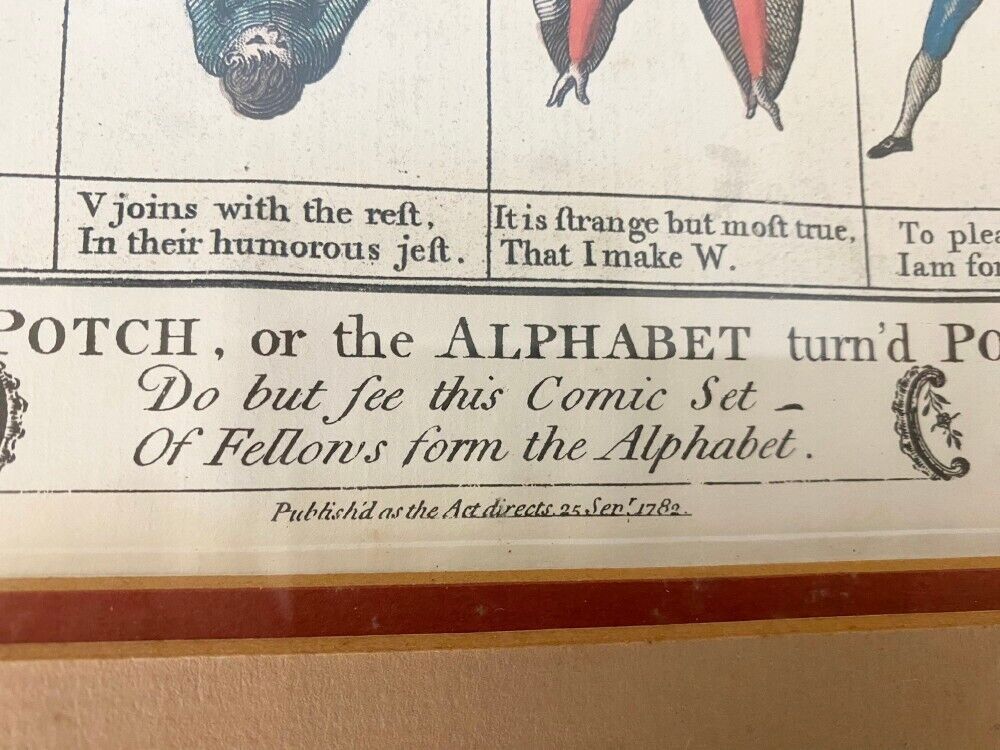 V joins with the reſt,
In their humorous jeſt.
It is ſtrange but moſt true,
That I make W.
To plea
I am for
POTCH, or the ALPHABET turn'd Po
Do but ſee this Comic Set
Of Fellows form the Alphabet.
Publish'd as the Act directs. 25 Sepr. 1782.